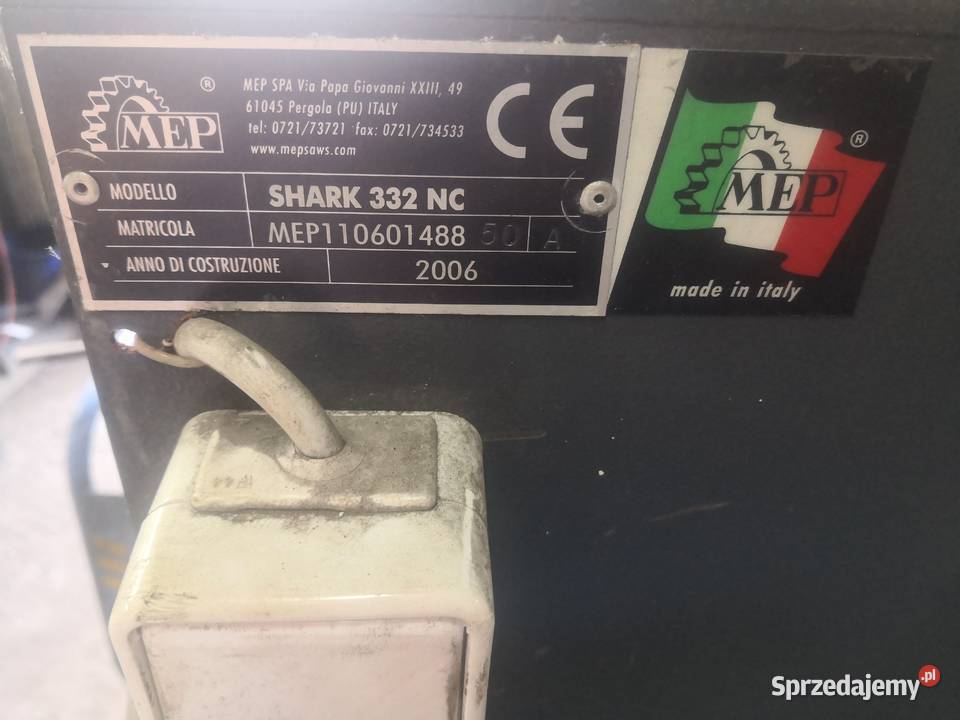 MEP
®
MEP SPA Via Papa Giovanni XXIII, 49
61045 Pergola (PU) ITALY
tel: 0721/73721 fax: 0721/734533
www.mepsaws.com
CE
MODELLO SHARK 332 NC
MATRICOLA MEP110601488 50 A
ANNO DI COSTRUZIONE 2006
MEP
®
made in italy
Sprzedajemy.pl